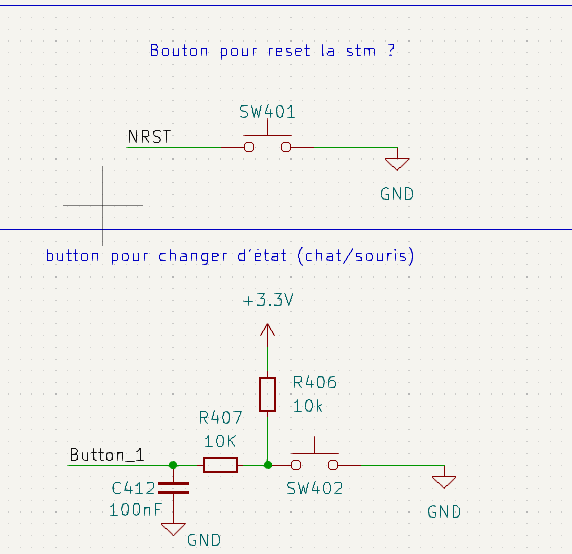 Bouton pour reset la stm ?
SW401
NRST
GND
button pour changer d'état (chat/souris)
+3.3V
R406
10k
R407
10K
Button_1
C412
100nF
GND
SW402
GND